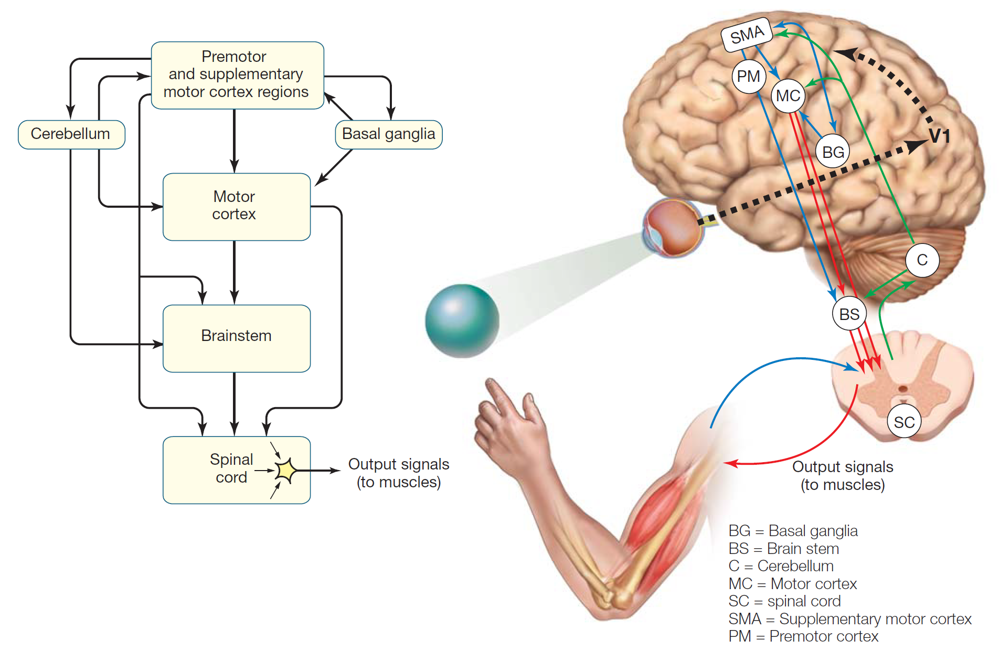 Premotor
and supplementary
motor cortex regions
Cerebellum
Basal ganglia
Motor
cortex
Brainstem
Spinal
cord
Output signals
(to muscles)
SMA
PM
MC
BG
V1
C
BS
SC
Output signals
(to muscles)
BG = Basal ganglia
BS = Brain stem
C = Cerebellum
MC = Motor cortex
SC = spinal cord
SMA = Supplementary motor cortex
PM = Premotor cortex